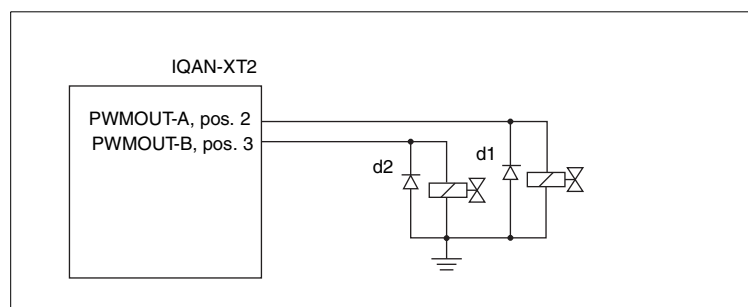 IQAN-XT2
PWMOUT-A, pos. 2
PWMOUT-B, pos. 3
d2
d1